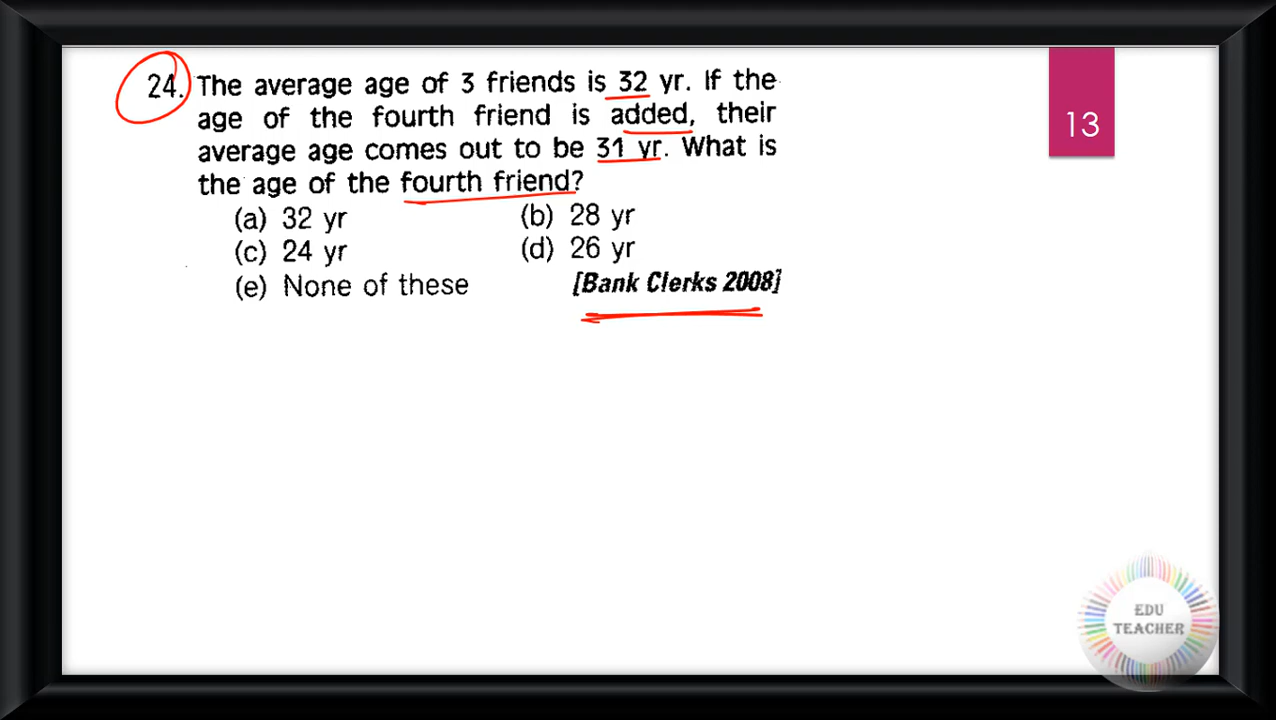 24. The average age of 3 friends is 32 yr. If the
age of the fourth friend is added, their
average age comes out to be 31 yr. What is
the age of the fourth friend?
(a) 32 yr (b) 28 yr
(c) 24 yr (d) 26 yr
(e) None of these [Bank Clerks 2008]
13
EDU
TEACHER